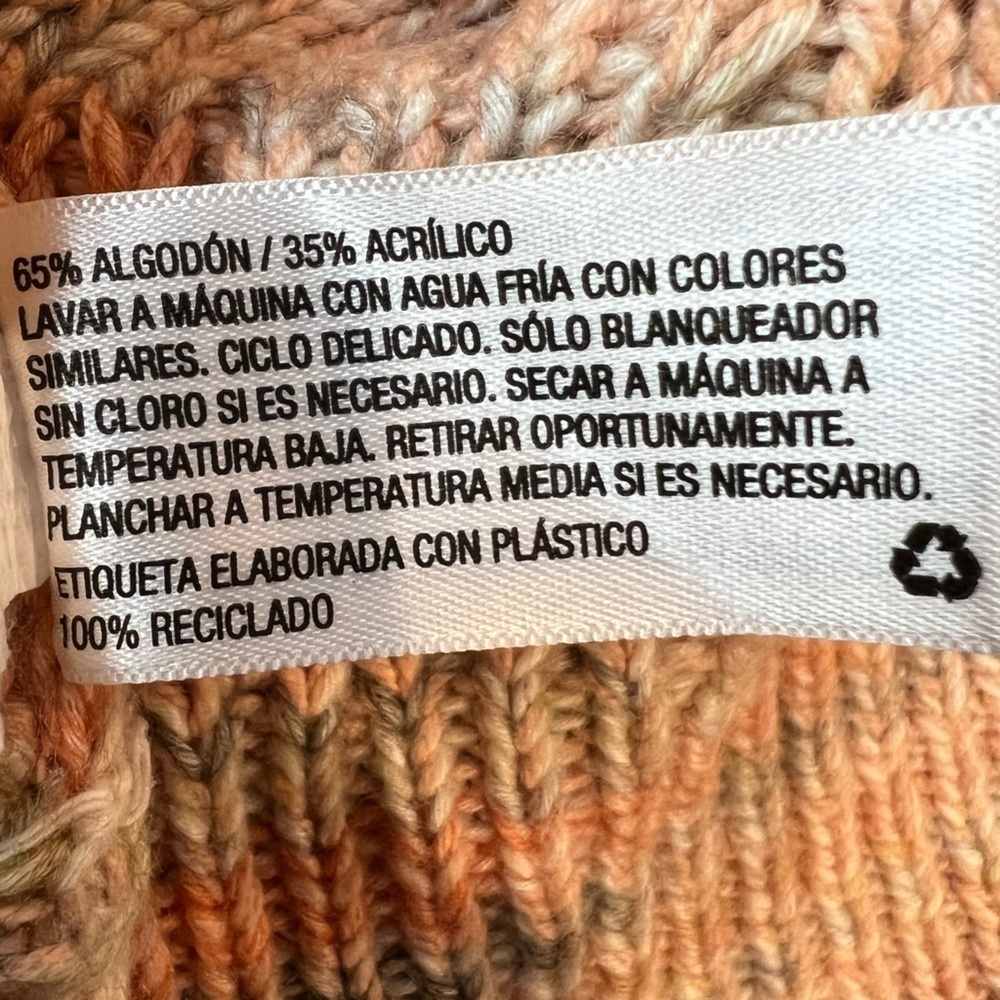 65% ALGODÓN / 35% ACRÍLICO
LAVAR A MÁQUINA CON AGUA FRÍA CON COLORES
SIMILARES. CICLO DELICADO. SÓLO BLANQUEADOR
SIN CLORO SI ES NECESARIO. SECAR A MÁQUINA A
TEMPERATURA BAJA. RETIRAR OPORTUNAMENTE.
PLANCHAR A TEMPERATURA MEDIA SI ES NECESARIO.
ETIQUETA ELABORADA CON PLÁSTICO
100% RECICLADO